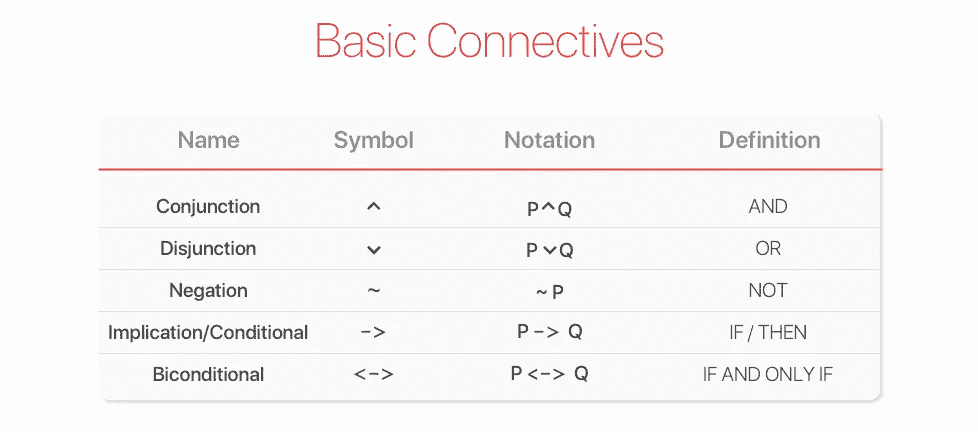 Basic Connectives
Name Symbol Notation Definition
Conjunction ^ P^Q AND
Disjunction ⌄ P⌄Q OR
Negation ~ ~P NOT
Implication/Conditional -> P -> Q IF / THEN
Biconditional <-> P <-> Q IF AND ONLY IF